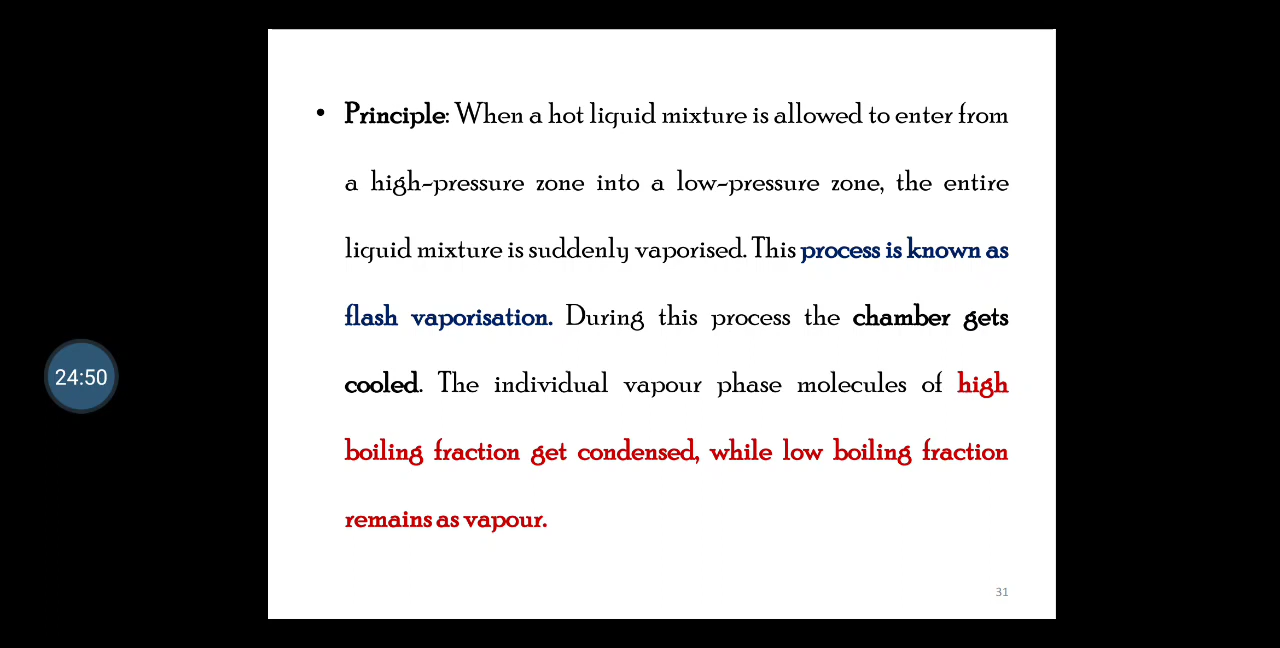 • Principle: When a hot liquid mixture is allowed to enter from
a high-pressure zone into a low-pressure zone, the entire
liquid mixture is suddenly vaporised. This process is known as
flash vaporisation. During this process the chamber gets
cooled. The individual vapour phase molecules of high
boiling fraction get condensed, while low boiling fraction
remains as vapour.
24:50
31